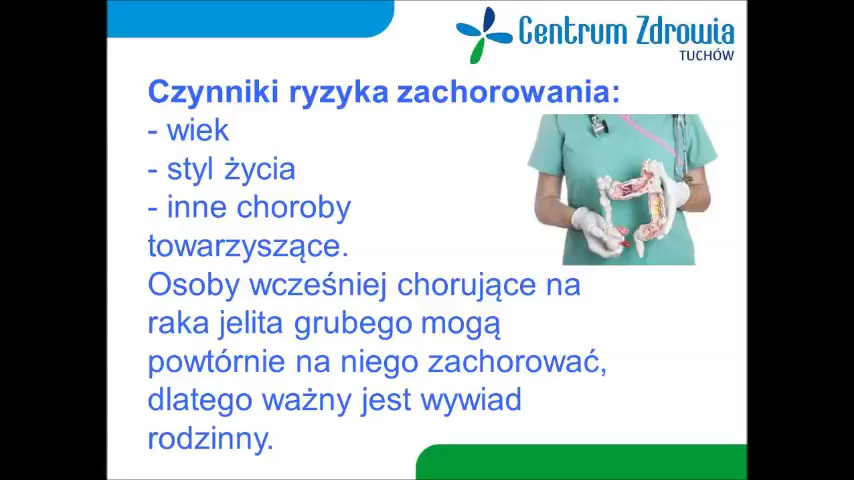 Centrum Zdrowia
TUCHÓW
Czynniki ryzyka zachorowania:
- wiek
- styl życia
- inne choroby
towarzyszące.
Osoby wcześniej chorujące na
raka jelita grubego mogą
powtórnie na niego zachorować,
dlatego ważny jest wywiad
rodzinny.